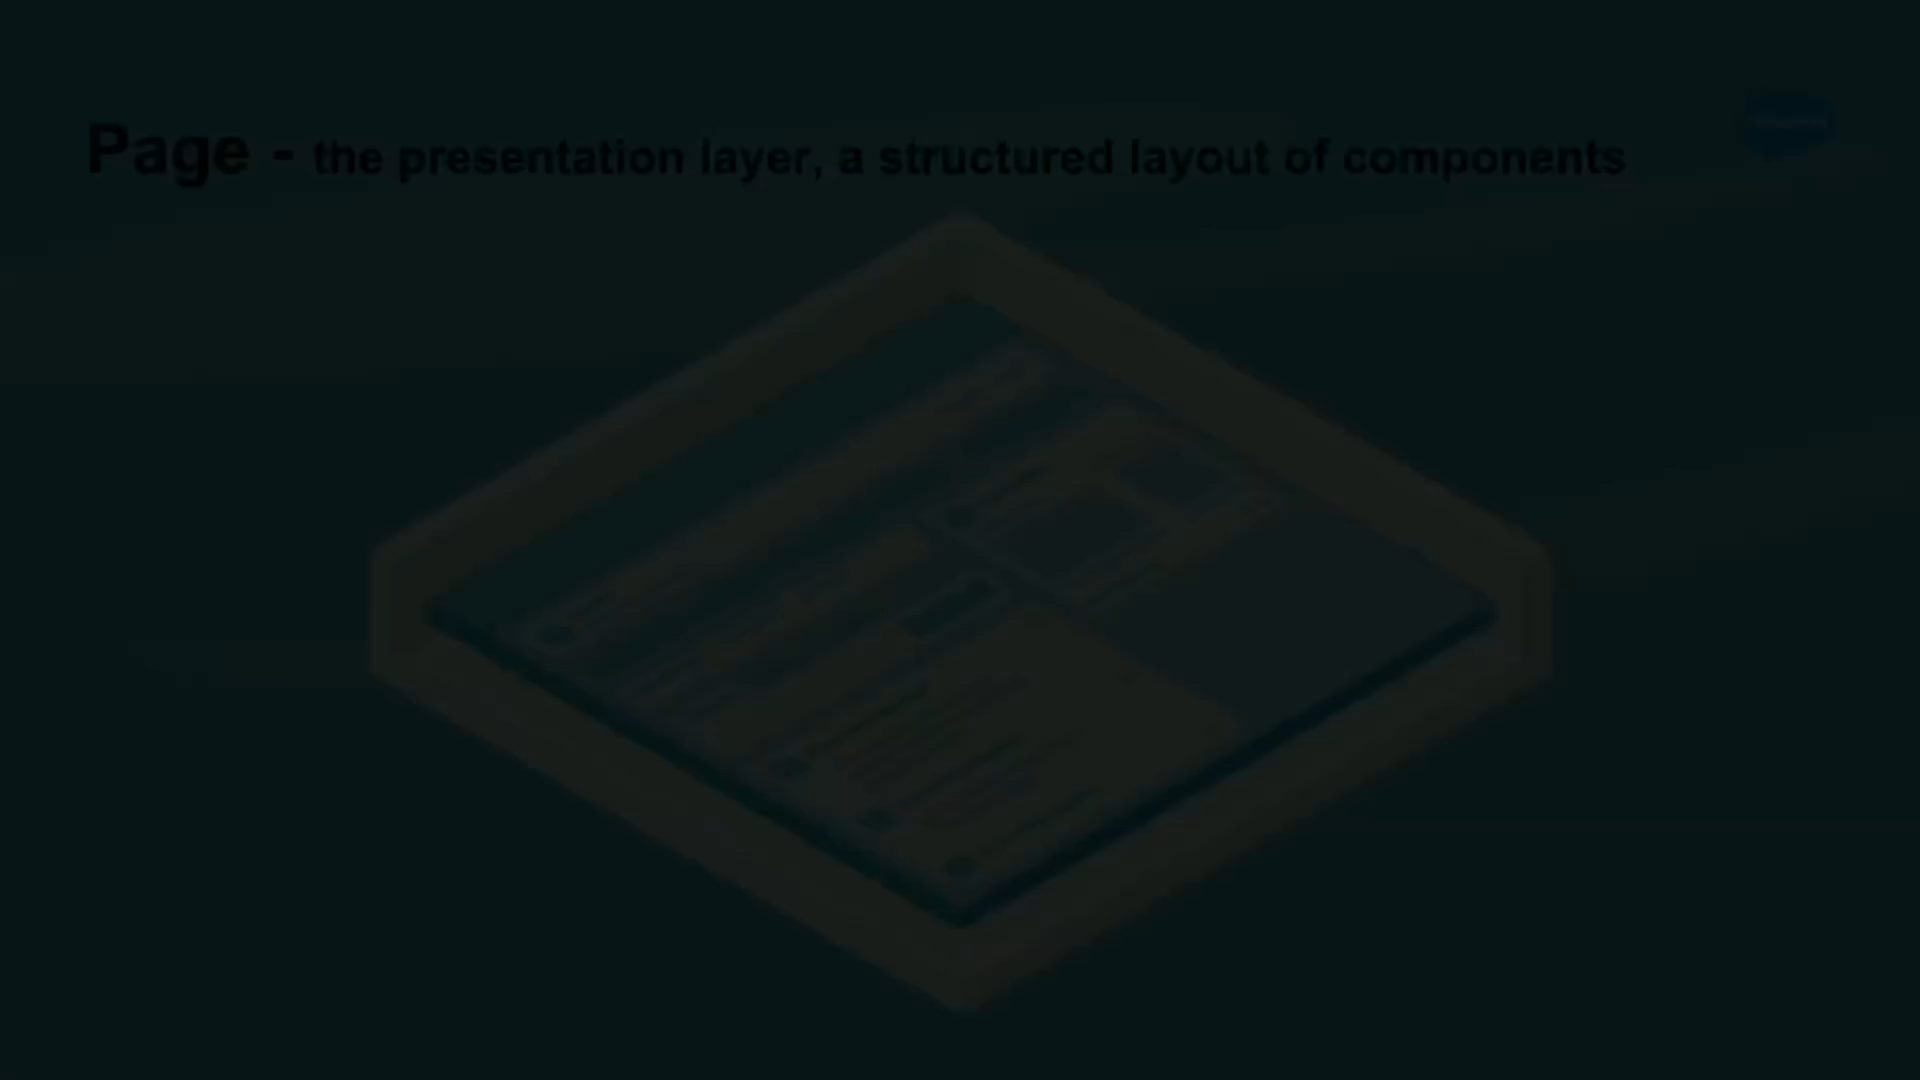 Page - the presentation layer, a structured layout of components